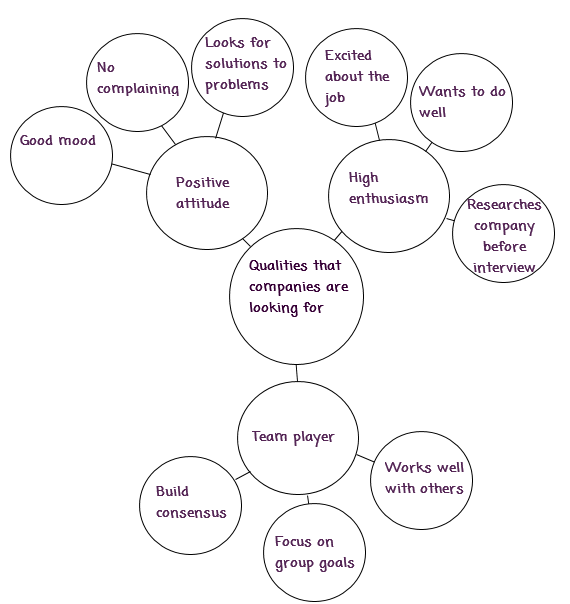 Good mood
No
complaining
Looks for
solutions to
problems
Positive
attitude
Excited
about the
job
Wants to do
well
High
enthusiasm
Researches
company
before
interview
Qualities that
companies are
looking for
Team player
Build
consensus
Focus on
group goals
Works well
with others